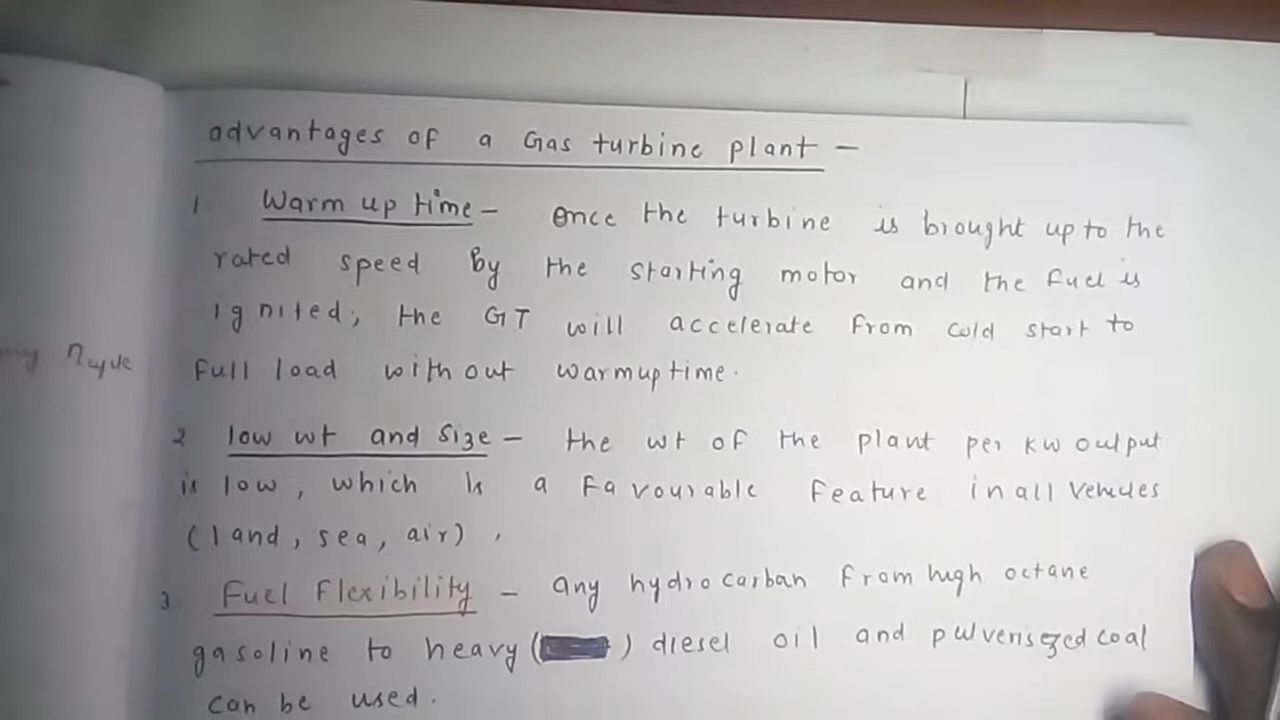 advantages of a Gas turbine plant –
1 Warm up time – Once the turbine is brought up to the
rated speed by the starting motor and the fuel is
ignited, the GT will accelerate from cold start to
full load without warmup time.
2 low wt and size – the wt of the plant per kw output
is low, which is a favourable feature in all vehicles
(land, sea, air),
3 Fuel Flexibility – any hydrocarban from high octane
gasoline to heavy ( ) diesel oil and pulveriszed coal
can be used.